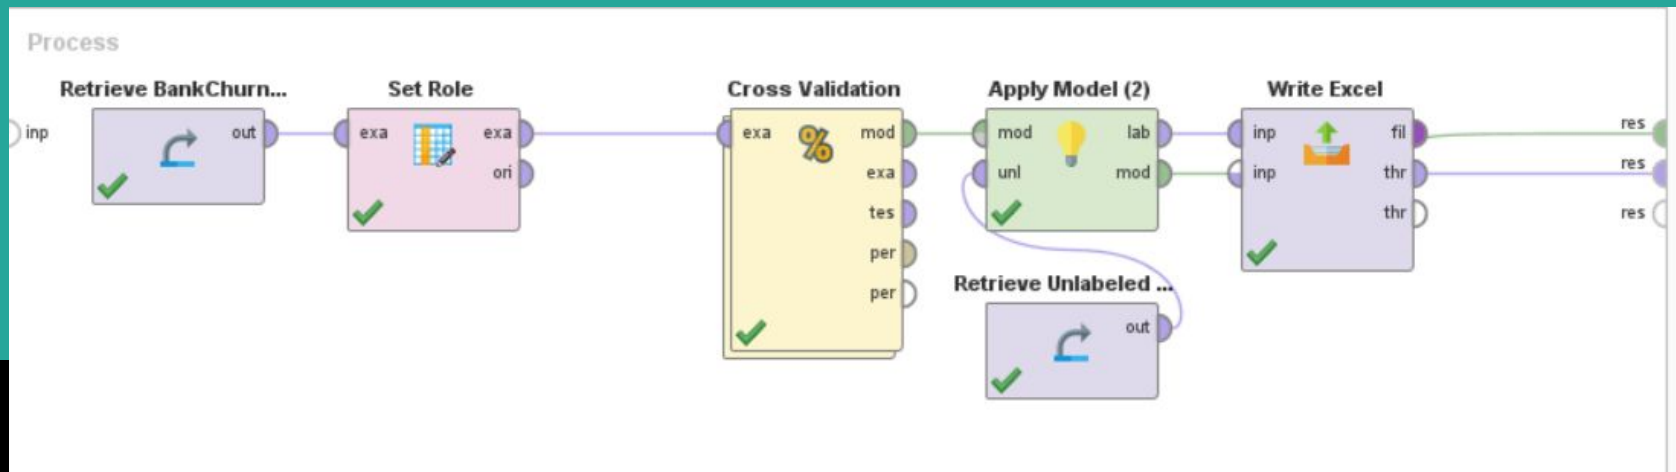 Process
Retrieve BankChurn...
inp
out
Set Role
exa
exa
ori
Cross Validation
exa
mod
exa
tes
per
per
%
Apply Model (2)
mod
lab
unl
mod
Retrieve Unlabeled ...
out
Write Excel
inp
fil
inp
thr
thr
res
res
res